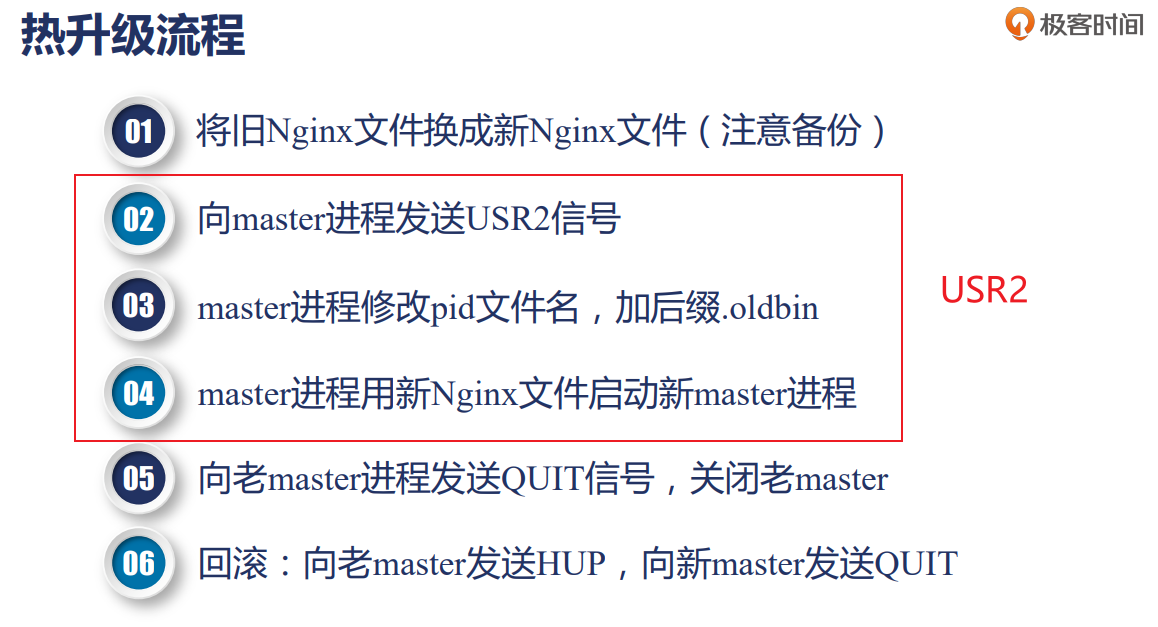 热升级流程
极客时间
01 将旧Nginx文件换成新Nginx文件（注意备份）
02 向master进程发送USR2信号
03 master进程修改pid文件名，加后缀.oldbin
USR2
04 master进程用新Nginx文件启动新master进程
05 向老master进程发送QUIT信号，关闭老master
06 回滚：向老master发送HUP，向新master发送QUIT